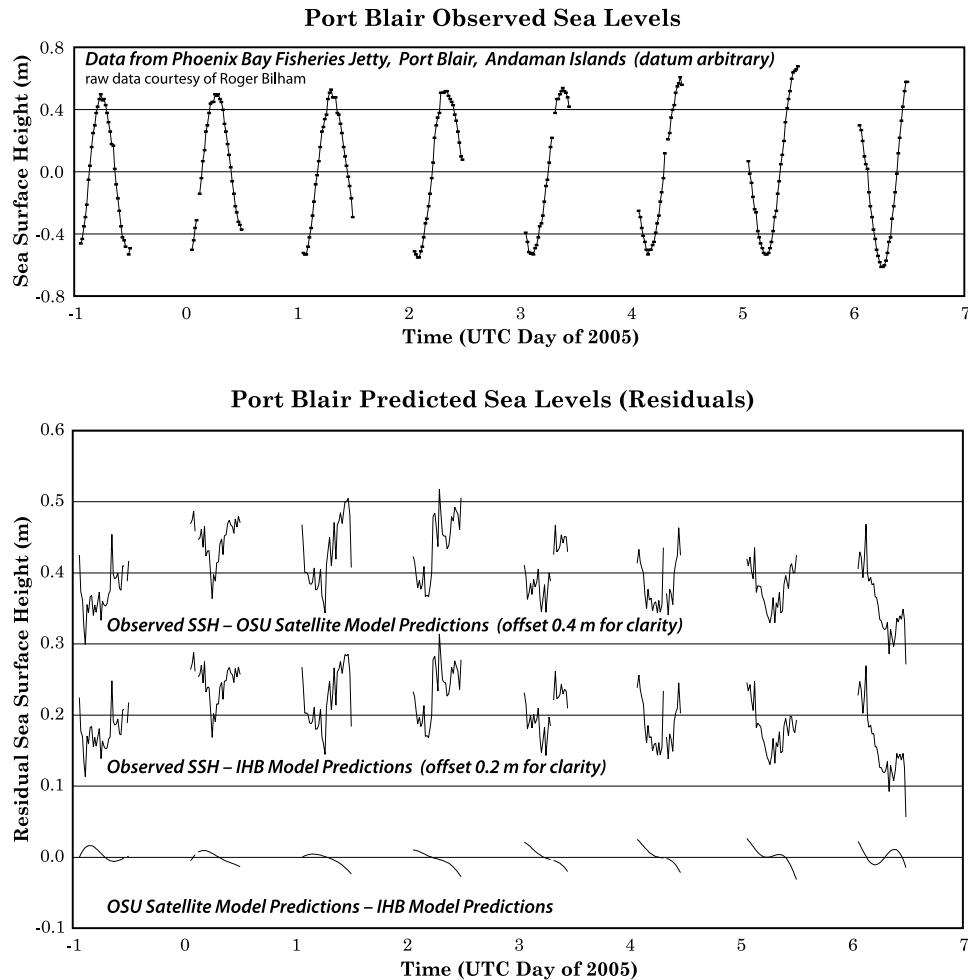 Port Blair Observed Sea Levels
Data from Phoenix Bay Fisheries Jetty, Port Blair, Andaman Islands (datum arbitrary)
raw data courtesy of Roger Bilham
Sea Surface Height (m)
0.8
0.4
0.0
-0.4
-0.8
-1 0 1 2 3 4 5 6 7
Time (UTC Day of 2005)
Port Blair Predicted Sea Levels (Residuals)
Residual Sea Surface Height (m)
0.6
0.5
0.4
0.3
0.2
0.1
0.0
-0.1
Observed SSH – OSU Satellite Model Predictions (offset 0.4 m for clarity)
Observed SSH – IHB Model Predictions (offset 0.2 m for clarity)
OSU Satellite Model Predictions – IHB Model Predictions
-1 0 1 2 3 4 5 6 7
Time (UTC Day of 2005)